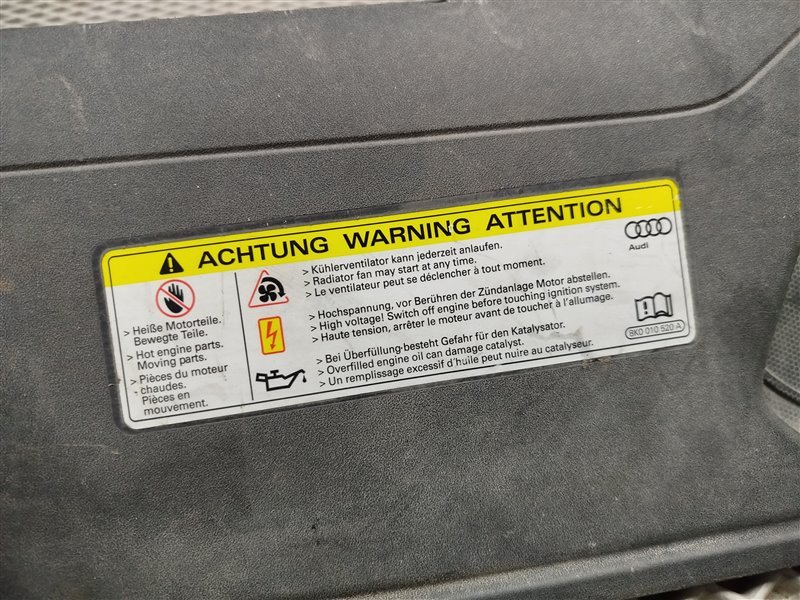 ACHTUNG WARNING ATTENTION
Audi
> Heiße Motorteile.
Bewegte Teile.
> Hot engine parts.
Moving parts.
> Pièces du moteur
chaudes.
Pièces en
mouvement.
> Kühlerventilator kann jederzeit anlaufen.
> Radiator fan may start at any time.
> Le ventilateur peut se déclencher à tout moment.
> Hochspannung, vor Berühren der Zündanlage Motor abstellen.
> High voltage! Switch off engine before touching ignition system.
> Haute tension, arrêter le moteur avant de toucher à l'allumage.
> Bei Überfüllung besteht Gefahr für den Katalysator.
> Overfilled engine oil can damage catalyst.
> Un remplissage excessif d'huile peut nuire au catalyseur.
8K0 010 520 A